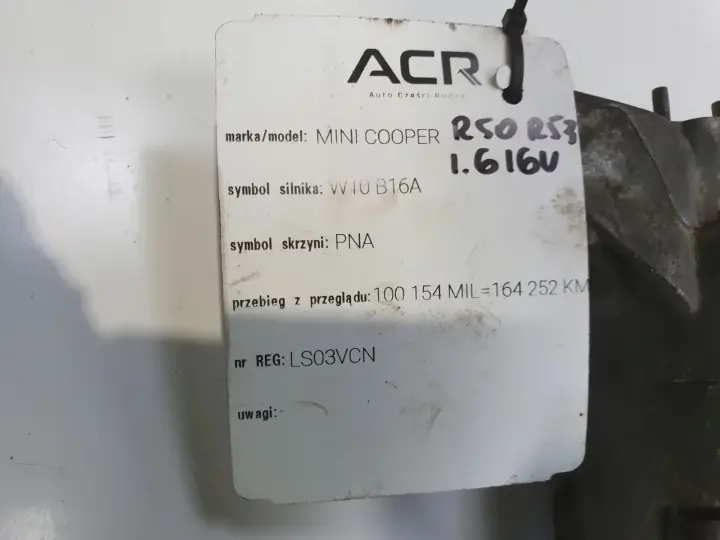 ACR
Auto Części Rudzy
marka/model: MINI COOPER R50 R53
1.6 16V
symbol silnika: W10 B16A
symbol skrzyni: PNA
przebieg z przeglądu: 100 154 MIL=164 252 KM
nr REG: LS03VCN
uwagi:-